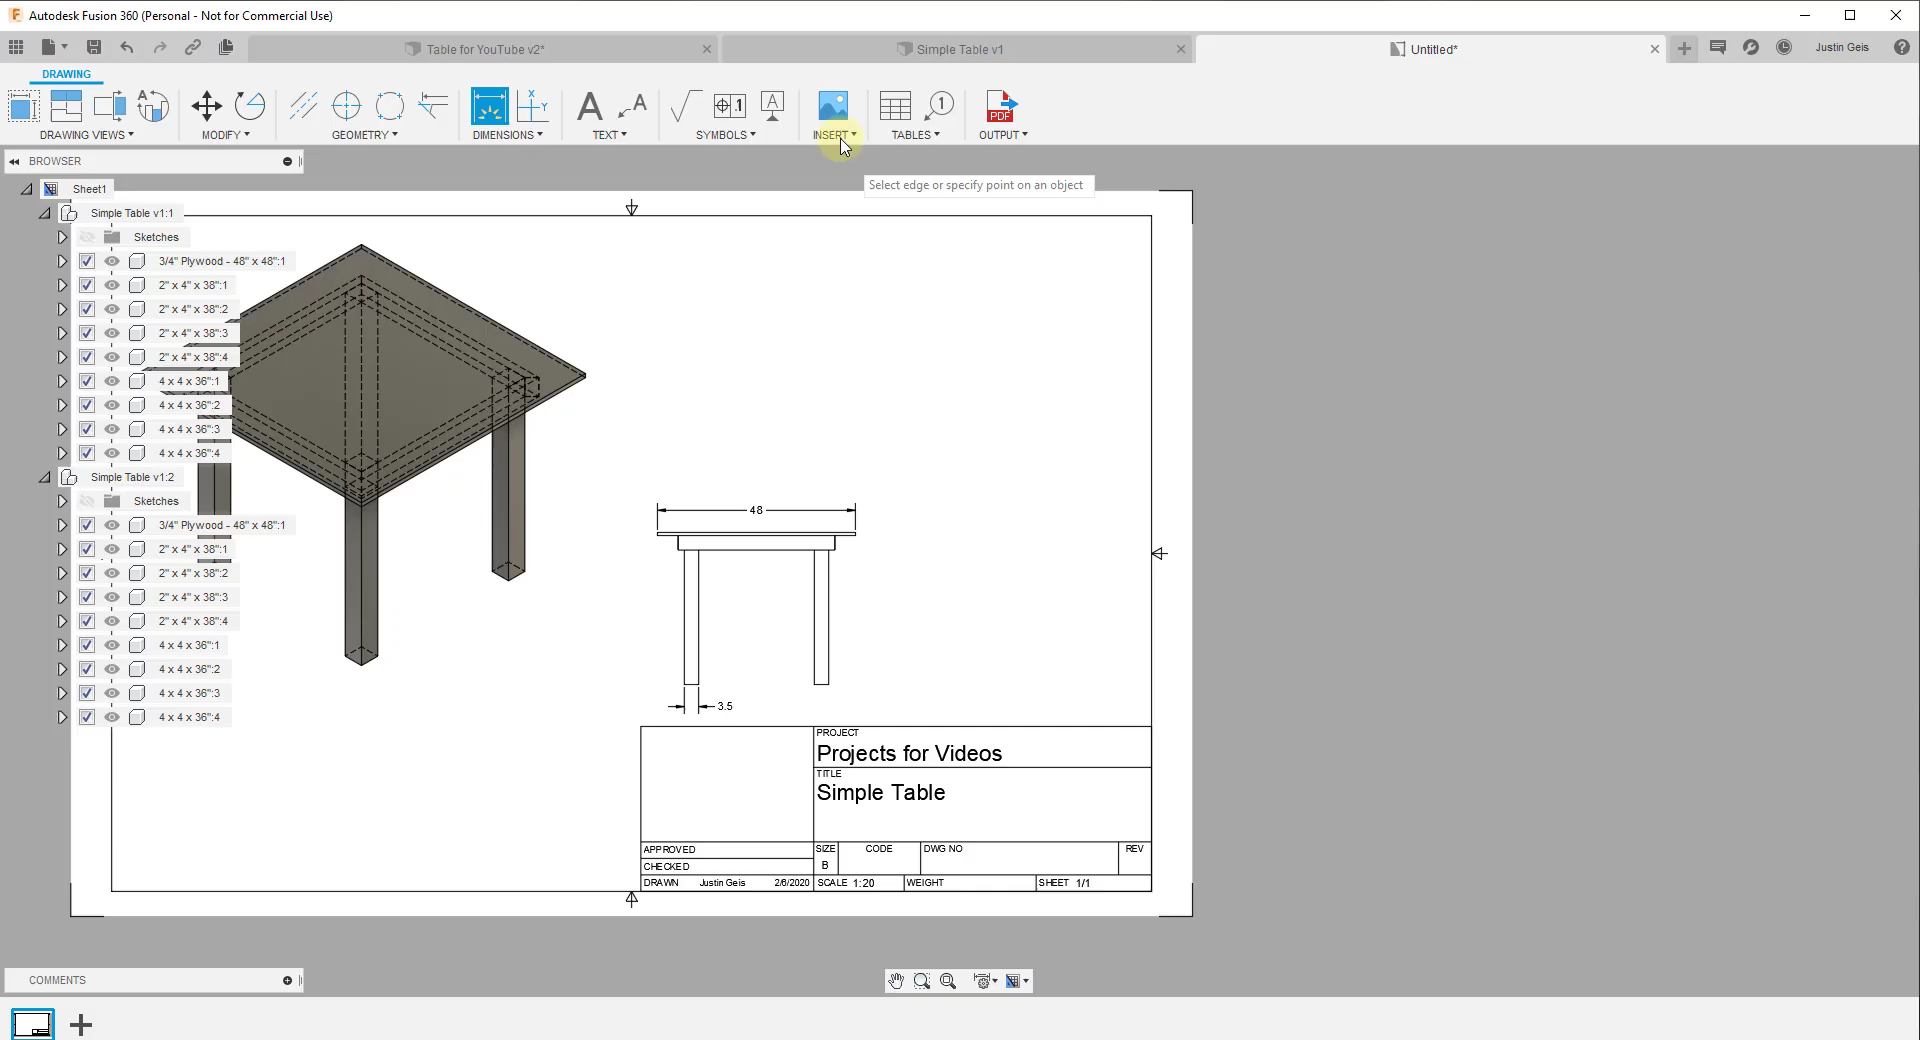 Autodesk Fusion 360 (Personal - Not for Commercial Use)
Table for YouTube v2*
Simple Table v1
Untitled*
Justin Geis
DRAWING
DRAWING VIEWS
MODIFY
GEOMETRY
DIMENSIONS
TEXT
SYMBOLS
INSERT
TABLES
OUTPUT
BROWSER
Select edge or specify point on an object
Sheet1
Simple Table v1:1
Sketches
3/4" Plywood - 48" x 48":1
2" x 4" x 38":1
2" x 4" x 38":2
2" x 4" x 38":3
2" x 4" x 38":4
4 x 4 x 36":1
4 x 4 x 36":2
4 x 4 x 36":3
4 x 4 x 36":4
Simple Table v1:2
Sketches
3/4" Plywood - 48" x 48":1
2" x 4" x 38":1
2" x 4" x 38":2
2" x 4" x 38":3
2" x 4" x 38":4
4 x 4 x 36":1
4 x 4 x 36":2
4 x 4 x 36":3
4 x 4 x 36":4
48
3.5
PROJECT
Projects for Videos
TITLE
Simple Table
APPROVED
CHECKED
DRAWN Justin Geis 2/6/2020
SIZE
B
CODE
DWG NO
REV
SCALE 1:20
WEIGHT
SHEET 1/1
COMMENTS